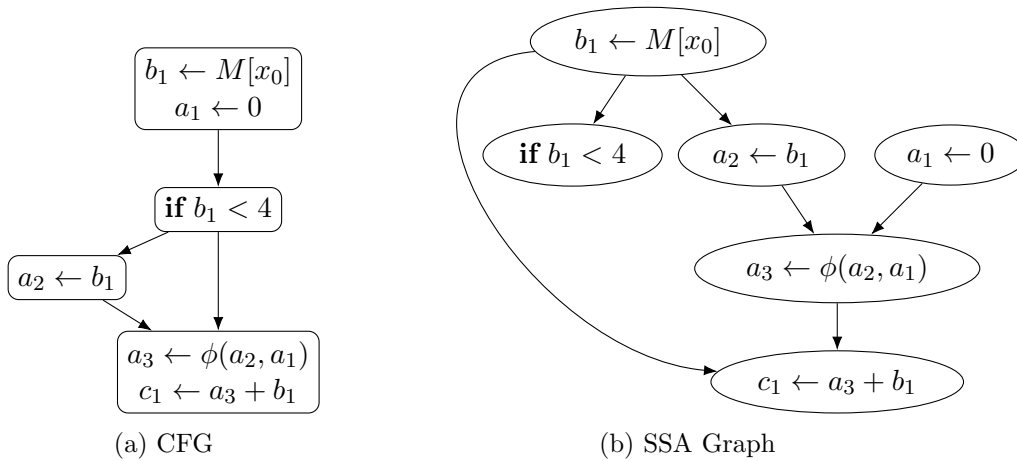 b₁ ← M[x₀]
a₁ ← 0
if b₁ < 4
a₂ ← b₁
a₃ ← ϕ(a₂, a₁)
c₁ ← a₃ + b₁
(a) CFG
b₁ ← M[x₀]
if b₁ < 4
a₂ ← b₁
a₁ ← 0
a₃ ← ϕ(a₂, a₁)
c₁ ← a₃ + b₁
(b) SSA Graph